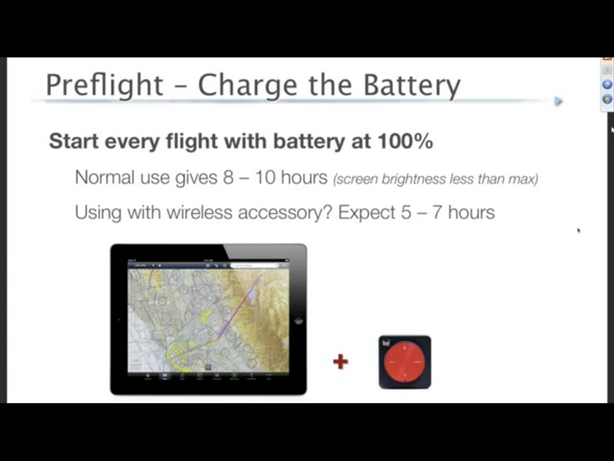 Preflight – Charge the Battery
Start every flight with battery at 100%
Normal use gives 8 – 10 hours (screen brightness less than max)
Using with wireless accessory? Expect 5 – 7 hours